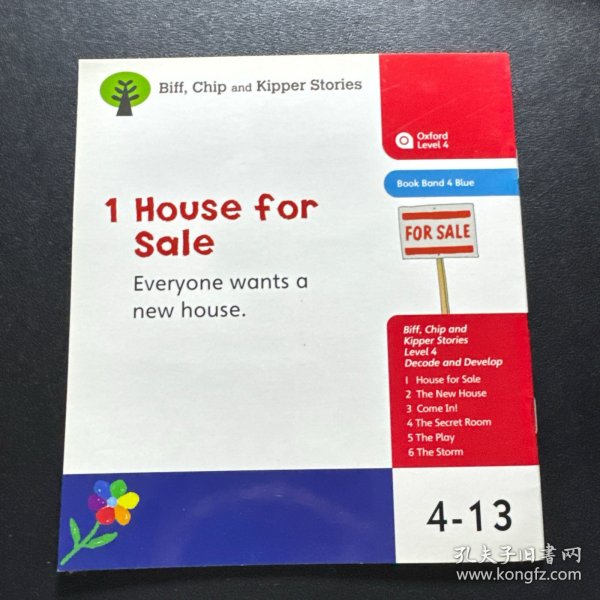 Biff, Chip and Kipper Stories
Oxford
Level 4
Book Band 4 Blue
1 House for
Sale
Everyone wants a
new house.
FOR SALE
Biff, Chip and
Kipper Stories
Level 4
Decode and Develop
1 House for Sale
2 The New House
3 Come In!
4 The Secret Room
5 The Play
6 The Storm
4-13
孔夫子旧书网
www.kongfz.com